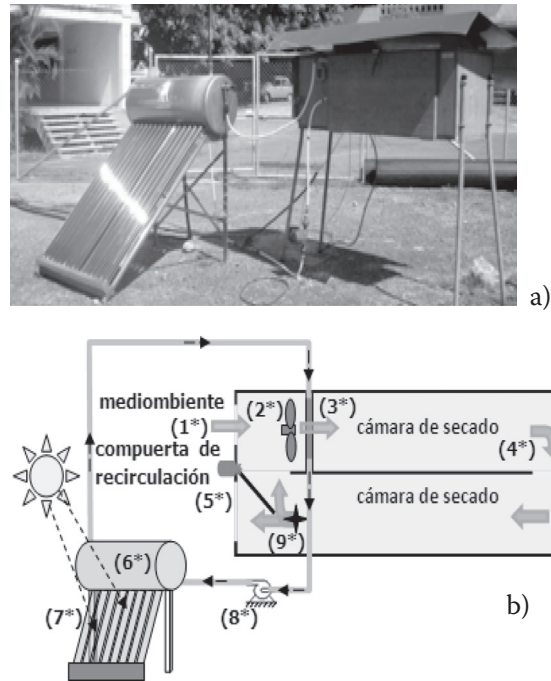 a)
mediombiente
(1*)
(2*)
(3*)
cámara de secado
(4*)
compuerta de
recirculación
(5*)
cámara de secado
(9*)
(6*)
(7*)
(8*)
b)